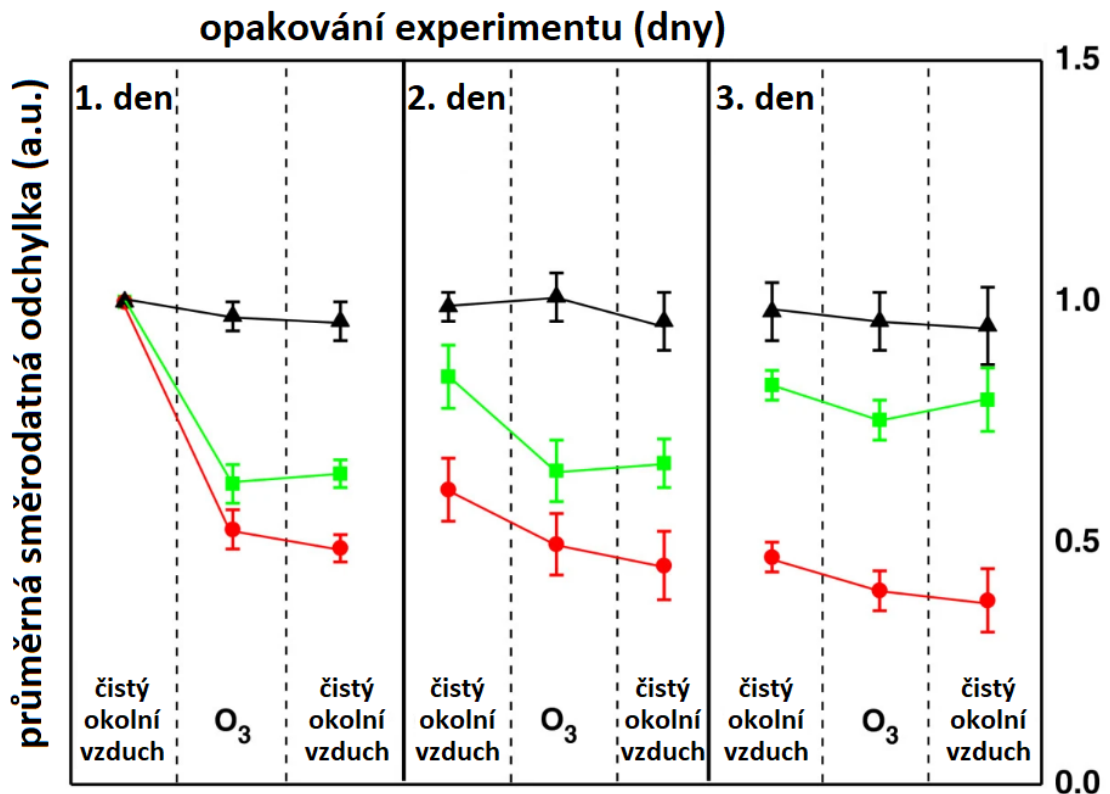 opakování experimentu (dny)
průměrná směrodatná odchylka (a.u.)
1. den
2. den
3. den
1.5
1.0
0.5
0.0
čistý
okolní
vzduch
O₃
čistý
okolní
vzduch
čistý
okolní
vzduch
O₃
čistý
okolní
vzduch
čistý
okolní
vzduch
O₃
čistý
okolní
vzduch